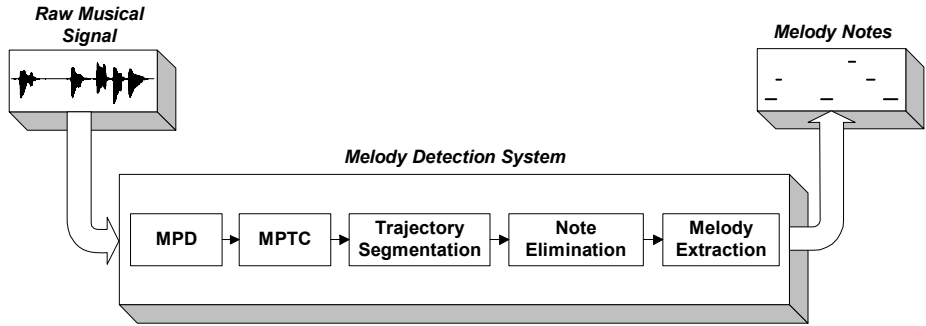 Raw Musical
Signal
Melody Notes
Melody Detection System
MPD
MPTC
Trajectory
Segmentation
Note
Elimination
Melody
Extraction